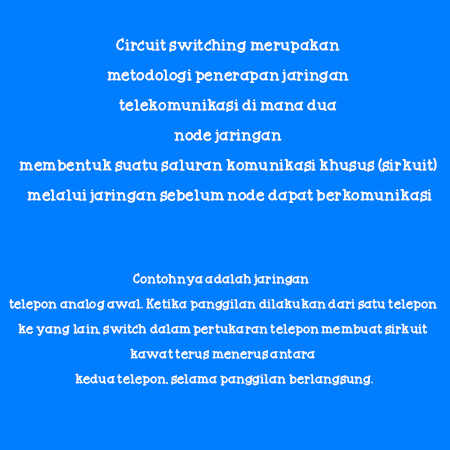 Circuit switching merupakan
metodologi penerapan jaringan
telekomunikasi di mana dua
node jaringan
membentuk suatu saluran komunikasi khusus (sirkuit)
melalui jaringan sebelum node dapat berkomunikasi
Contohnya adalah jaringan
telepon analog awal. Ketika panggilan dilakukan dari satu telepon
ke yang lain, switch dalam pertukaran telepon membuat sirkuit
kawat terus menerus antara
kedua telepon, selama panggilan berlangsung.